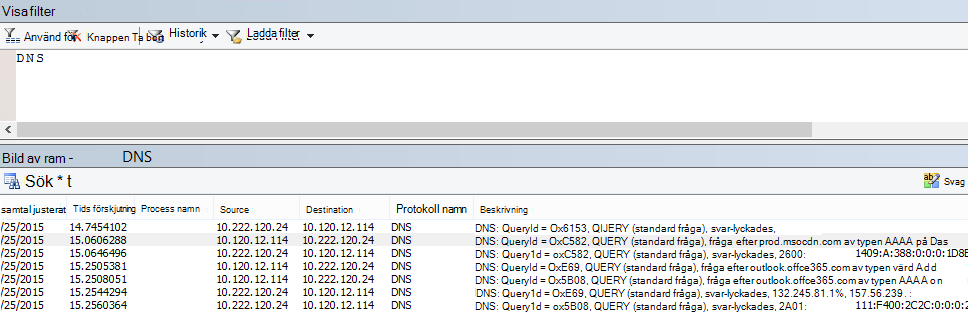 Visa filter
Använd för Knappen Ta bort Historik Ladda filter
DNS
Bild av ram - DNS
Sök * t
Svag
samtal justerat Tids förskjutning Process namn Source Destination Protokoll namn Beskrivning
/25/2015 14.7454102 10.222.120.24 10.120.12.114 DNS DNS: QueryId = Ox6153, QUERY (standard fråga), svar-lyckades,
/25/2015 15.0606288 10.120.12.114 10.222.120.24 DNS DNS: QueryId = OxC582, QUERY (standard fråga), fråga efter prod.msocdn.com av typen AAAA på Das
/25/2015 15.0646496 10.222.120.24 10.120.12.114 DNS DNS: Query1d = oxC582, QUERY (standard fråga), svar-lyckades, 2600: 1409:A:388:0:0:0:1D8E
/25/2015 15.2505381 10.120.12.114 10.222.120.24 DNS DNS: QueryId = OxE69, QUERY (standard fråga), fråga efter outlook.offce365.com av typen värd Add
/25/2015 15.2508051 10.120.12.114 10.222.120.24 DNS DNS: QueryId = Ox5B08, QUERY (standard fråga), fråga efter outlook.offce365.com av typen AAAA on
/25/2015 15.2544294 10.222.120.24 10.120.12.114 DNS DNS: Query1d = OxE69, QUERY (standard fråga), svar-lyckades, 132.245.81.1%, 157.56.239. :
/25/2015 15.2560364 10.222.120.24 10.120.12.114 DNS DNS: Query1d = ox5B08, QUERY (standard fråga), svar-lyckades, 2A01: 111:F400:2C2C:0:0:0:2